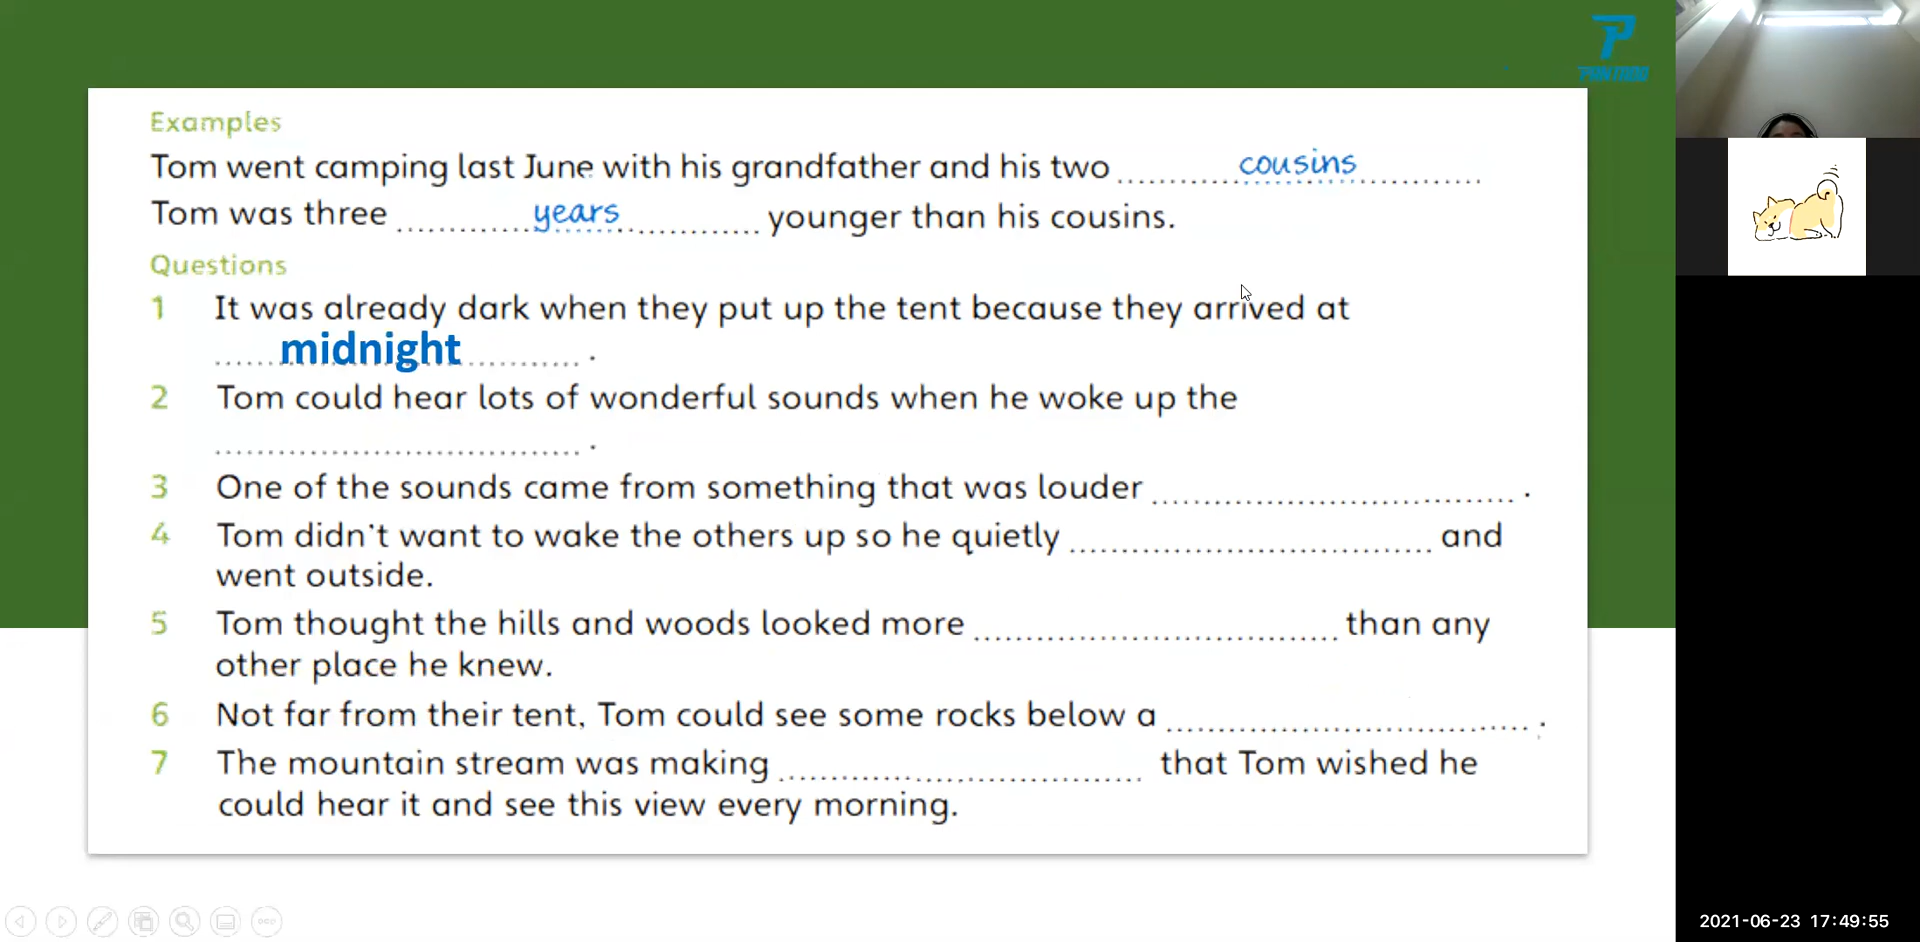 Examples
Tom went camping last June with his grandfather and his two cousins
Tom was three years younger than his cousins.
Questions
1 It was already dark when they put up the tent because they arrived at
midnight .
2 Tom could hear lots of wonderful sounds when he woke up the
.
3 One of the sounds came from something that was louder .
4 Tom didn't want to wake the others up so he quietly and
went outside.
5 Tom thought the hills and woods looked more than any
other place he knew.
6 Not far from their tent, Tom could see some rocks below a .
7 The mountain stream was making that Tom wished he
could hear it and see this view every morning.
2021-06-23 17:49:55